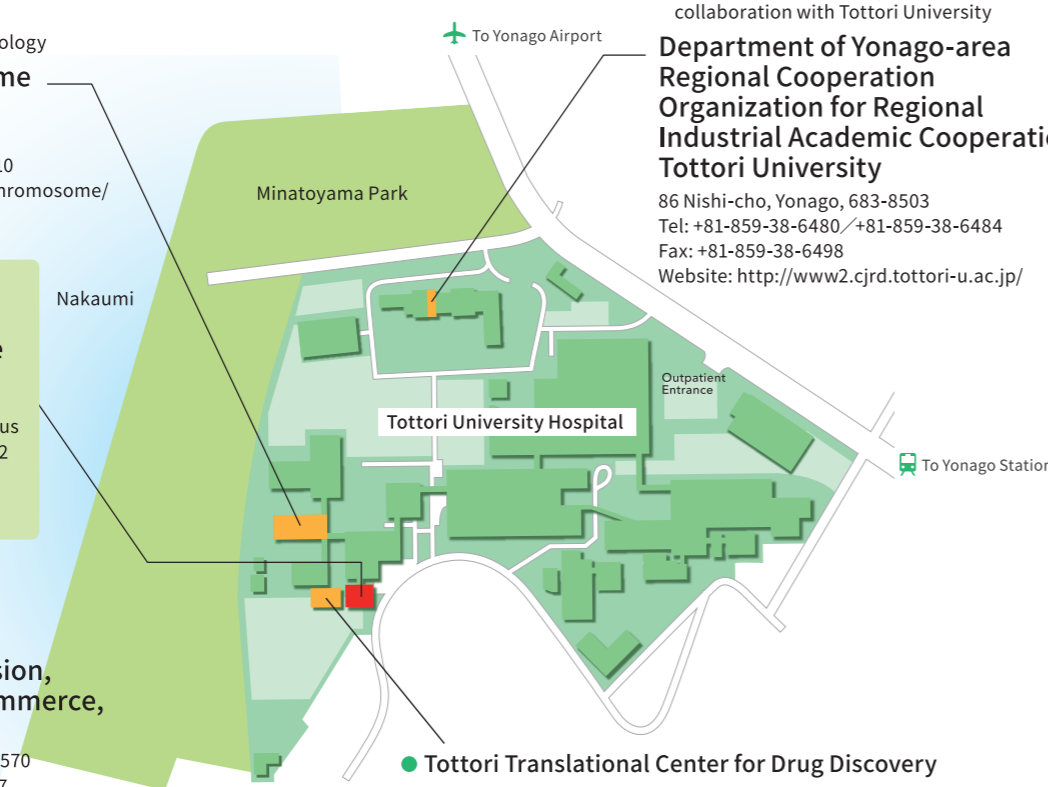 collaboration with Tottori University
Department of Yonago-area
Regional Cooperation
Organization for Regional
Industrial Academic Cooperati
Tottori University
86 Nishi-cho, Yonago, 683-8503
Tel: +81-859-38-6480／+81-859-38-6484
Fax: +81-859-38-6498
Website: http://www2.cjrd.tottori-u.ac.jp/
To Yonago Airport
ology
me
10
hromosome/
Minatoyama Park
Nakaumi
e
us
2
Outpatient
Entrance
Tottori University Hospital
To Yonago Station
sion,
mmerce,
570
7
Tottori Translational Center for Drug Discovery